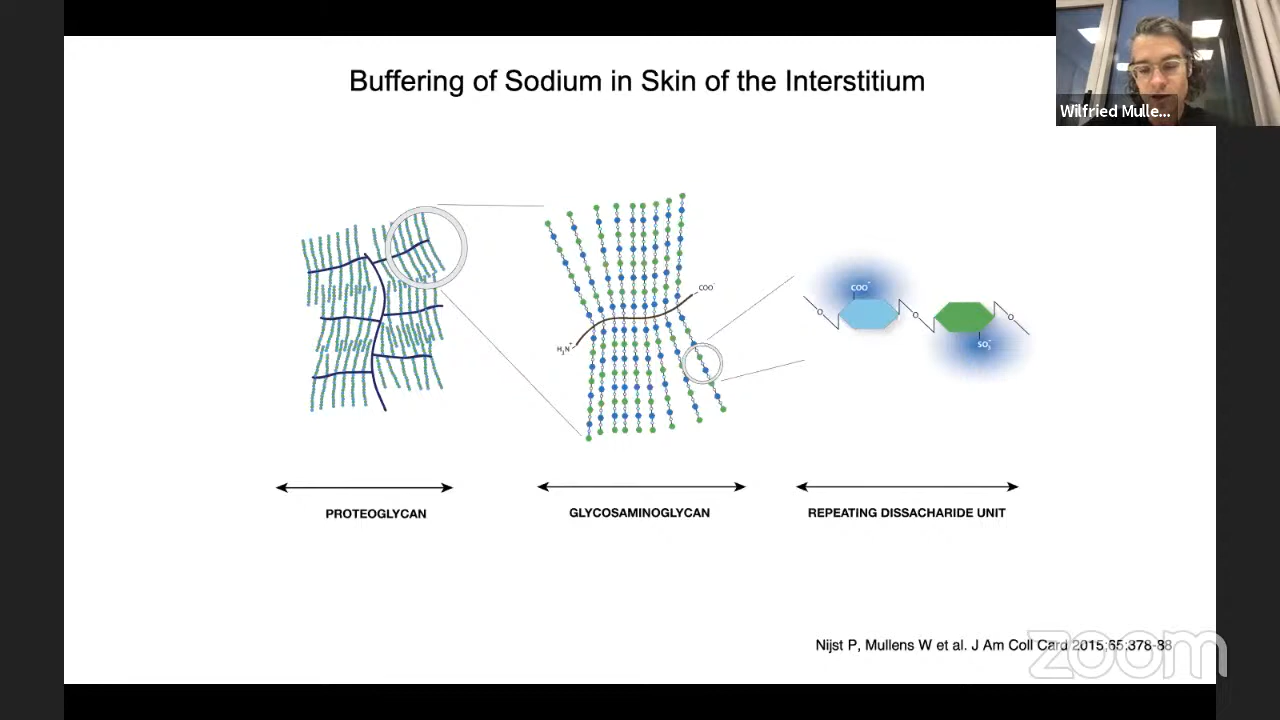 Buffering of Sodium in Skin of the Interstitium
Wilfried Mulle...
COO⁻
H₃N⁺
COO⁻
O
O
O
SO₃⁻
PROTEOGLYCAN
GLYCOSAMINOGLYCAN
REPEATING DISSACHARIDE UNIT
Nijst P, Mullens W et al. J Am Coll Card 2015;65:378-88
zoom